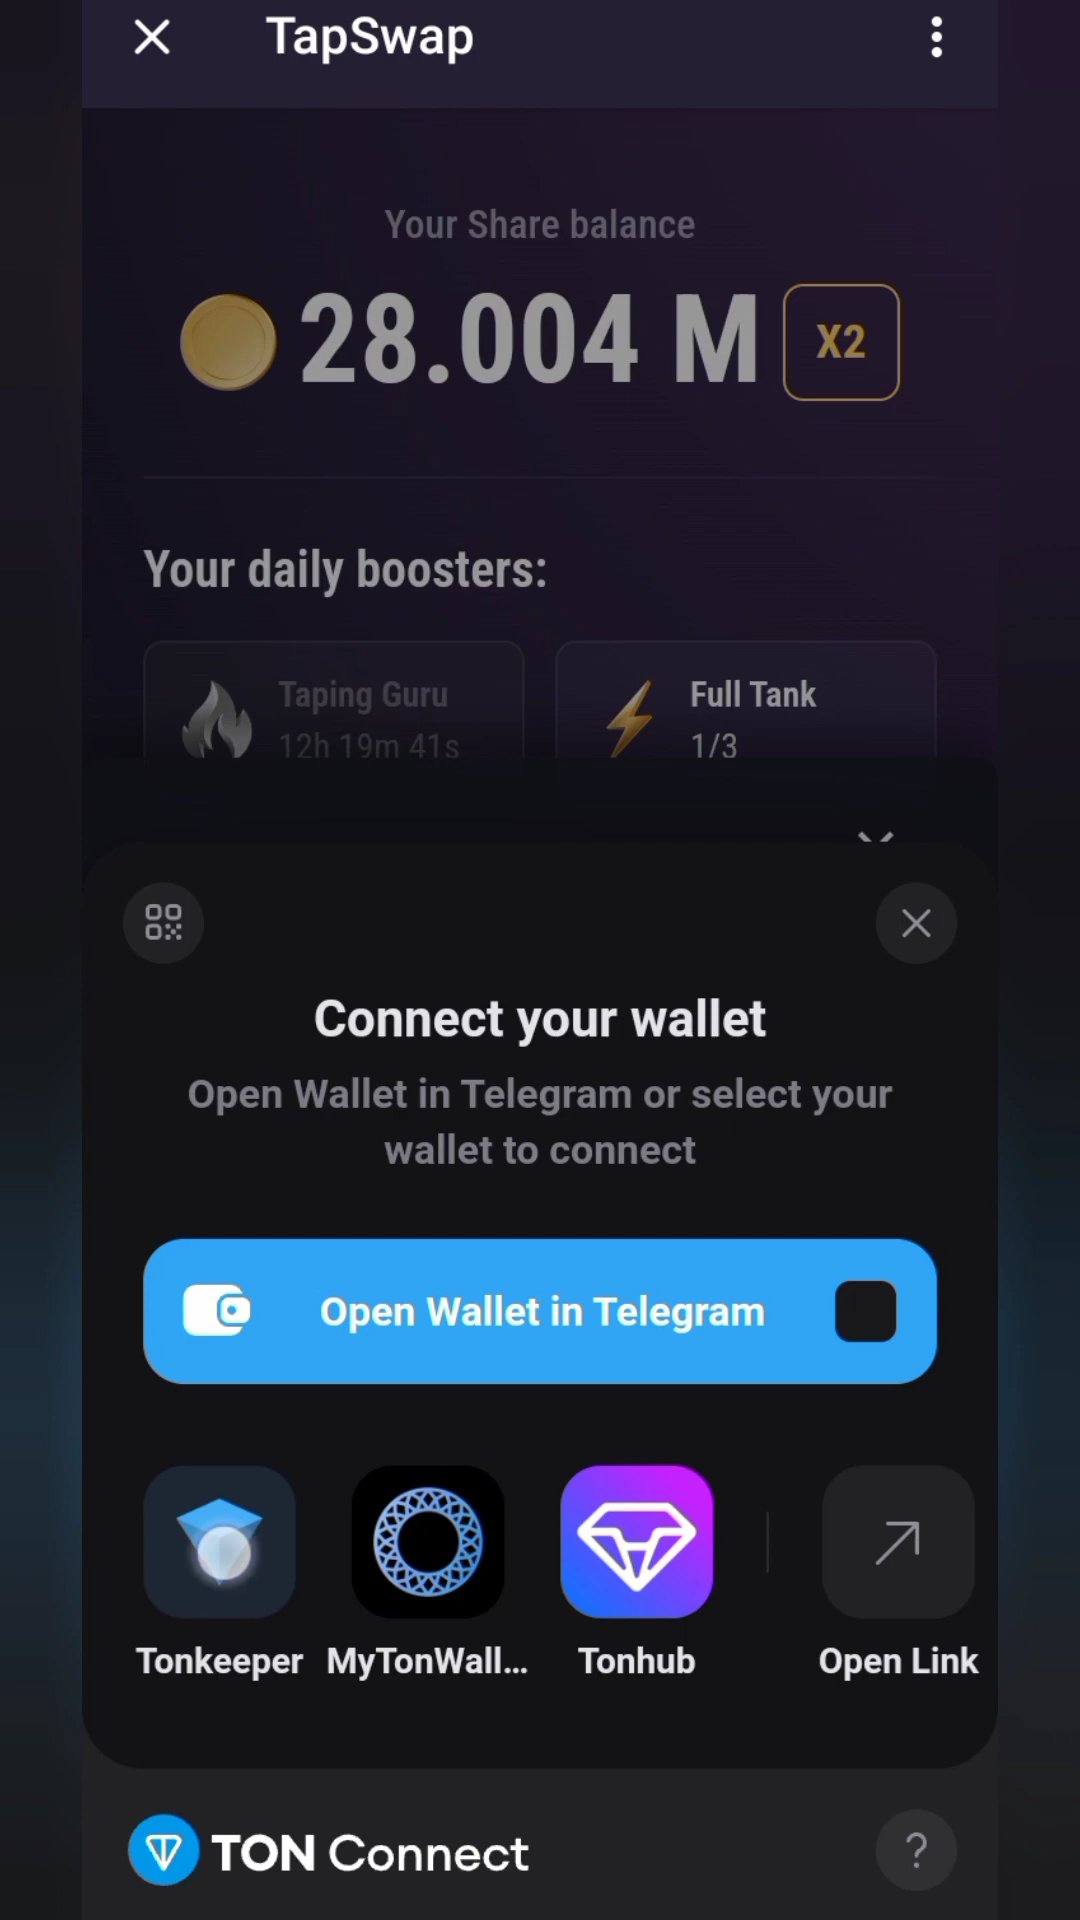 TapSwap
Your Share balance
28.004 M X2
Your daily boosters:
Taping Guru
12h 19m 41s
Full Tank
1/3
Connect your wallet
Open Wallet in Telegram or select your
wallet to connect
Open Wallet in Telegram
Tonkeeper
MyTonWall...
Tonhub
Open Link
TON Connect
?